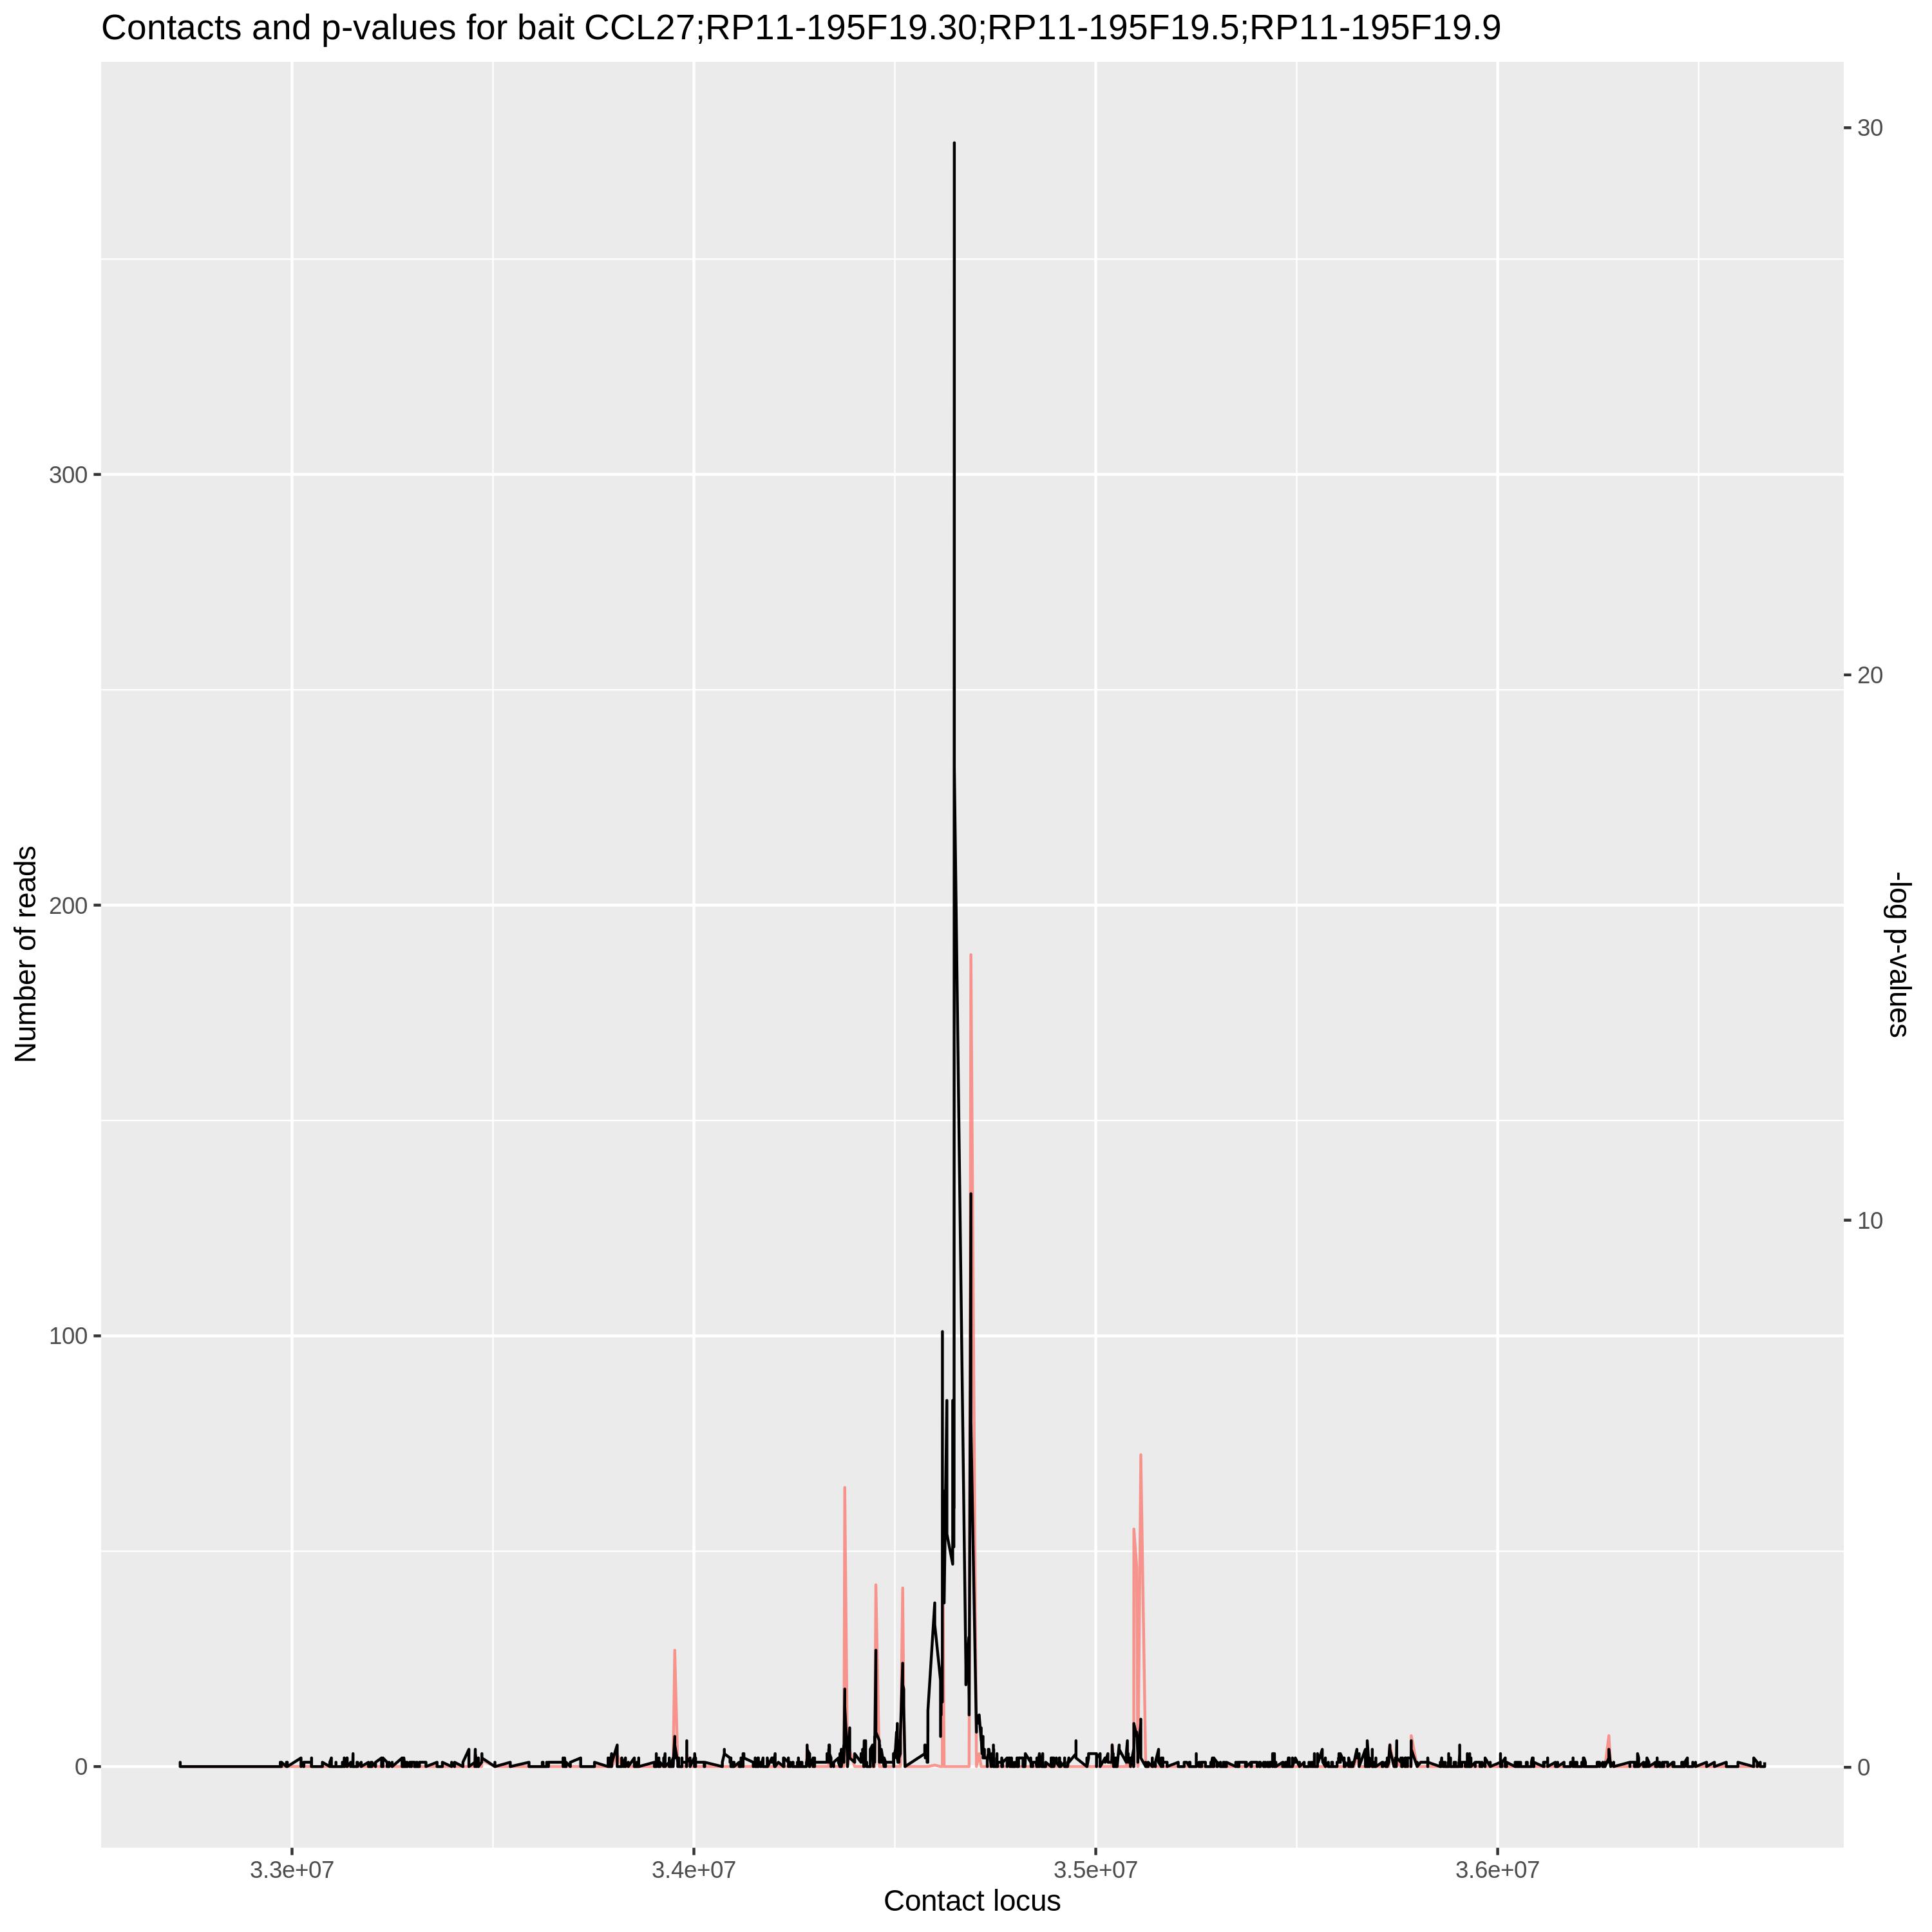 Contacts and p-values for bait CCL27;RP11-195F19.30;RP11-195F19.5;RP11-195F19.9
30
300
20
200
Number of reads
-log p-values
10
100
0
0
3.3e+07
3.4e+07
3.5e+07
3.6e+07
Contact locus